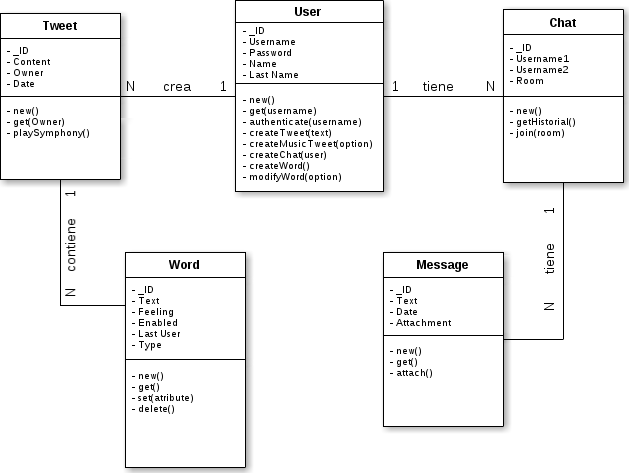 Tweet
- _ID
- Content
- Owner
- Date
- new()
- get(Owner)
- playSymphony()
N crea 1
User
- _ID
- Username
- Password
- Name
- Last Name
- new()
- get(username)
- authenticate(username)
- createTweet(text)
- createMusicTweet(option)
- createChat(user)
- createWord()
- modifyWord(option)
1 tiene N
Chat
- _ID
- Username1
- Username2
- Room
- new()
- getHistorial()
- join(room)
N contiene 1
Word
- _ID
- Text
- Feeling
- Enabled
- Last User
- Type
- new()
- get()
- set(atribute)
- delete()
Message
- _ID
- Text
- Date
- Attachment
- new()
- get()
- attach()
N tiene 1